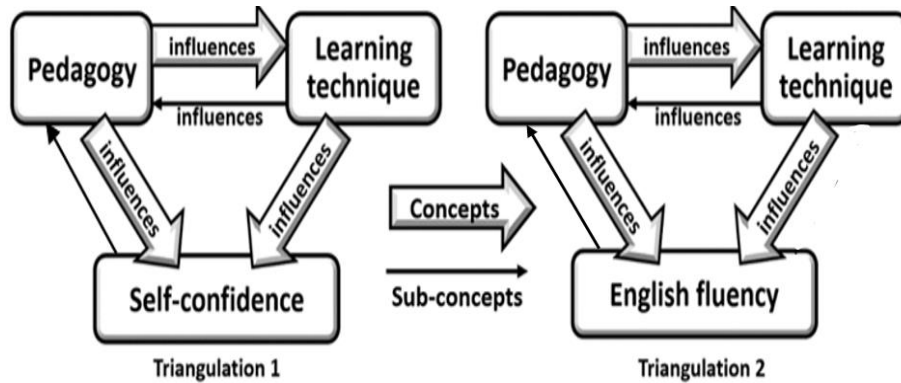 Pedagogy
influences
Learning
technique
influences
influences
influences
Self-confidence
Triangulation 1
Concepts
Sub-concepts
Pedagogy
influences
Learning
technique
influences
influences
influences
English fluency
Triangulation 2